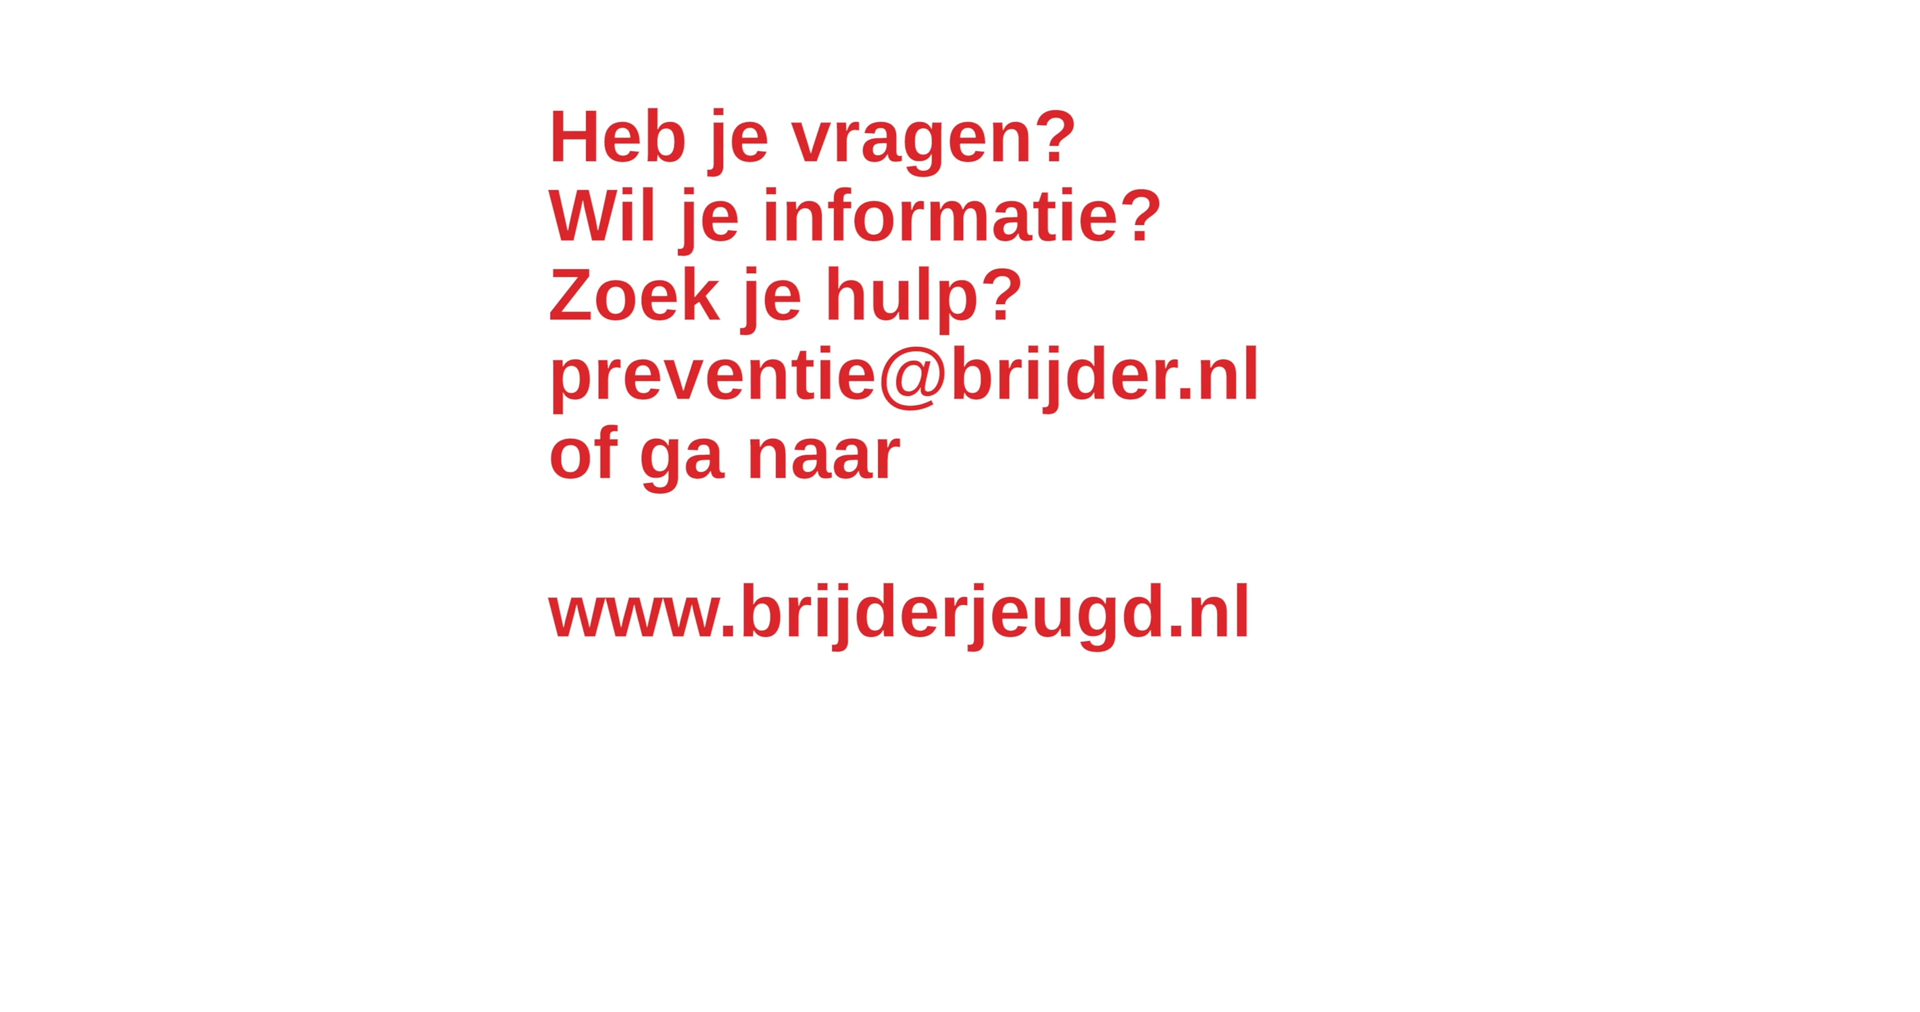 Heb je vragen?
Wil je informatie?
Zoek je hulp?
preventie@brijder.nl
of ga naar
www.brijderjeugd.nl